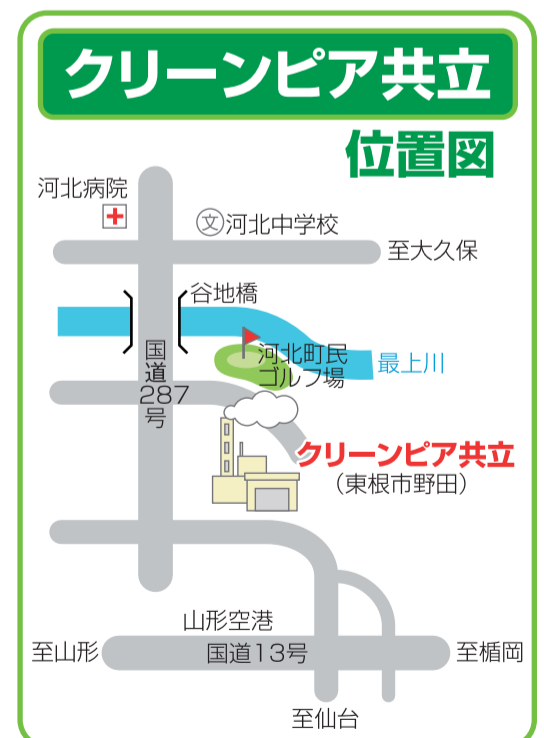 クリーンピア共立
位置図
河北病院
文
河北中学校
至大久保
谷地橋
国道287号
河北町民
ゴルフ場
最上川
クリーンピア共立
（東根市野田）
山形空港
至山形
国道13号
至楯岡
至仙台